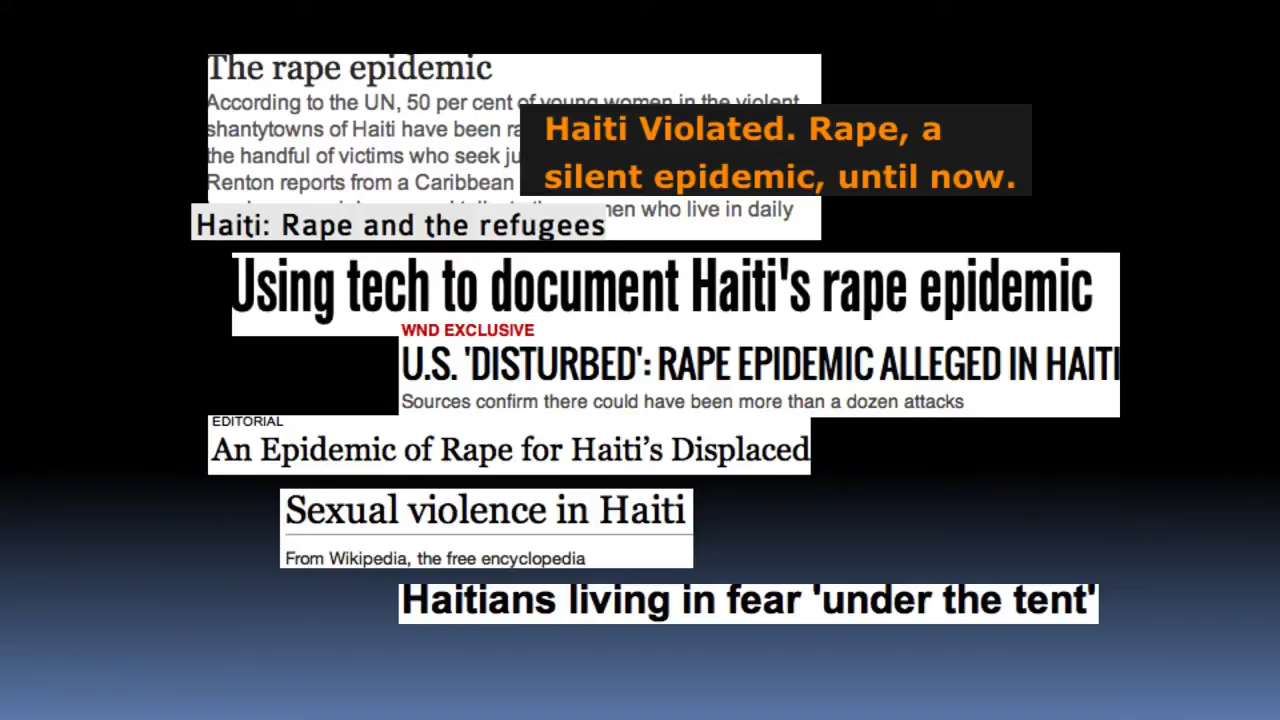 The rape epidemic
According to the UN, 50 per cent of young women in the violent
shantytowns of Haiti have been
the handful of victims who seek
Renton reports from a Caribbean
men who live in daily
Haiti Violated. Rape, a
silent epidemic, until now.
Haiti: Rape and the refugees
Using tech to document Haiti's rape epidemic
WND EXCLUSIVE
U.S. 'DISTURBED': RAPE EPIDEMIC ALLEGED IN HAITI
Sources confirm there could have been more than a dozen attacks
EDITORIAL
An Epidemic of Rape for Haiti’s Displaced
Sexual violence in Haiti
From Wikipedia, the free encyclopedia
Haitians living in fear 'under the tent'